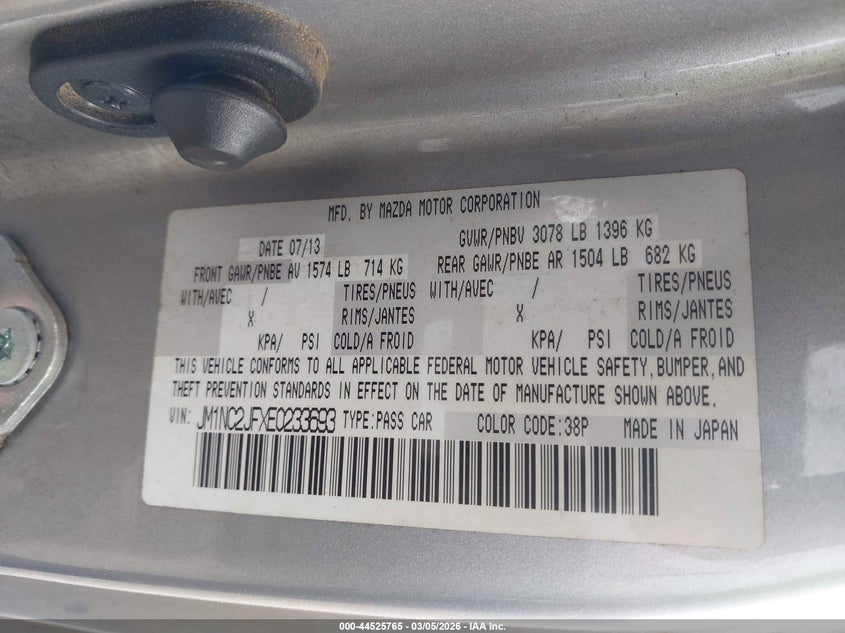 MFD. BY MAZDA MOTOR CORPORATION
DATE 07/13 GVWR/PNBV 3078 LB 1396 KG
FRONT GAWR/PNBE AV 1574 LB 714 KG REAR GAWR/PNBE AR 1504 LB 682 KG
WITH/AVEC / TIRES/PNEUS WITH/AVEC / TIRES/PNEUS
X RIMS/JANTES X RIMS/JANTES
KPA/ PSI COLD/A FROID KPA/ PSI COLD/A FROID
THIS VEHICLE CONFORMS TO ALL APPLICABLE FEDERAL MOTOR VEHICLE SAFETY, BUMPER, AND
THEFT PREVENTION STANDARDS IN EFFECT ON THE DATE OF MANUFACTURE SHOWN ABOVE.
VIN: JM1NC2JFXE0233693 TYPE:PASS CAR COLOR CODE:38P MADE IN JAPAN
000-44525765 - 03/05/2026 - IAA Inc.